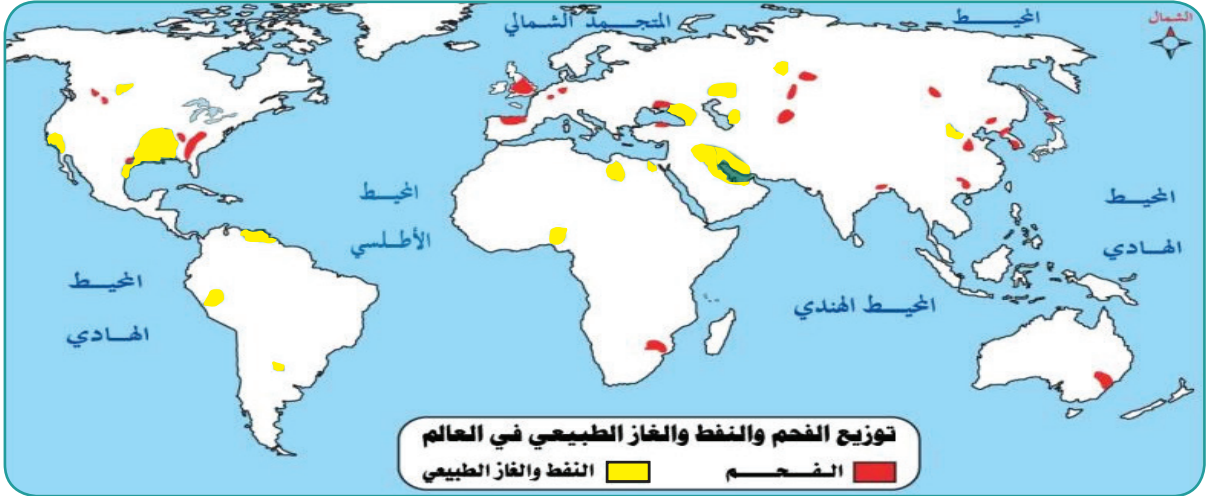 المحيط
المتجمد الشمالي
الشمال
المحيط
الأطلسي
المحيط
الهادي
المحيط
الهادي
المحيط الهندي
توزيع الفحم والنفط والغاز الطبيعي في العالم
الفحم
النفط والغاز الطبيعي